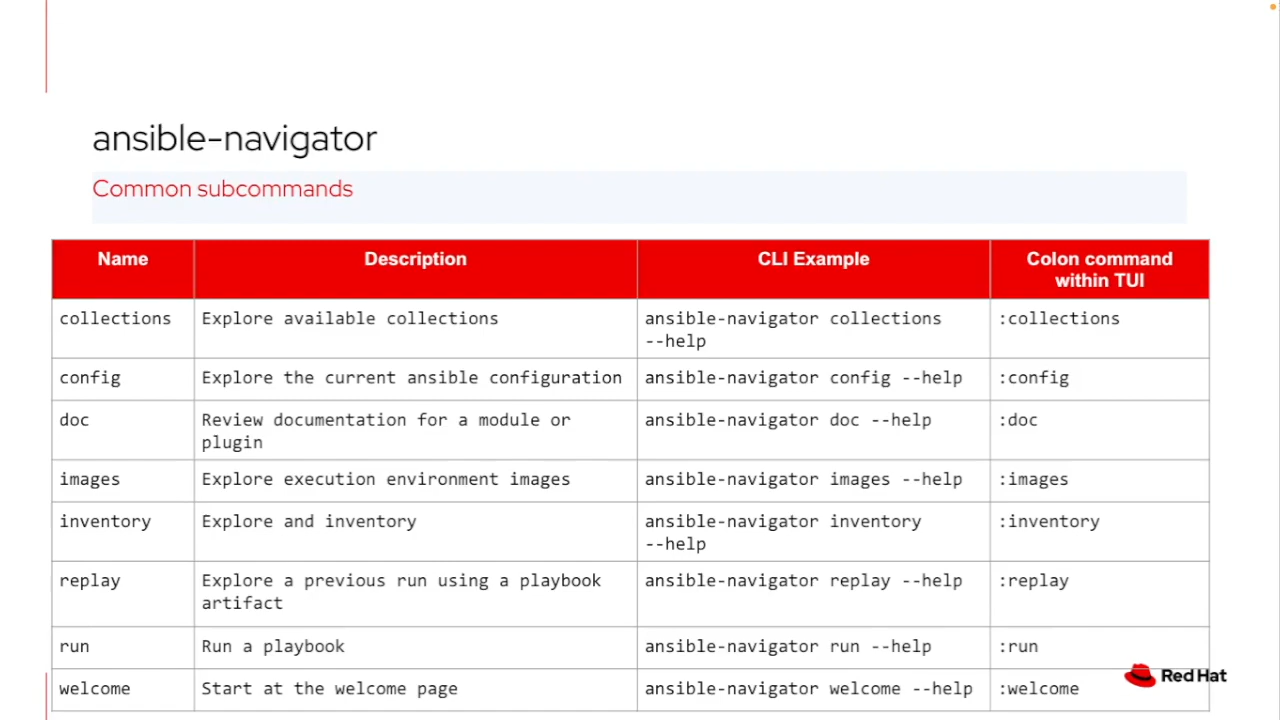 ansible-navigator
Common subcommands
Name Description CLI Example Colon command
within TUI
collections Explore available collections ansible-navigator collections :collections
--help
config Explore the current ansible configuration ansible-navigator config --help :config
doc Review documentation for a module or ansible-navigator doc --help :doc
plugin
images Explore execution environment images ansible-navigator images --help :images
inventory Explore and inventory ansible-navigator inventory :inventory
--help
replay Explore a previous run using a playbook ansible-navigator replay --help :replay
artifact
run Run a playbook ansible-navigator run --help :run
Red Hat
welcome Start at the welcome page ansible-navigator welcome --help :welcome